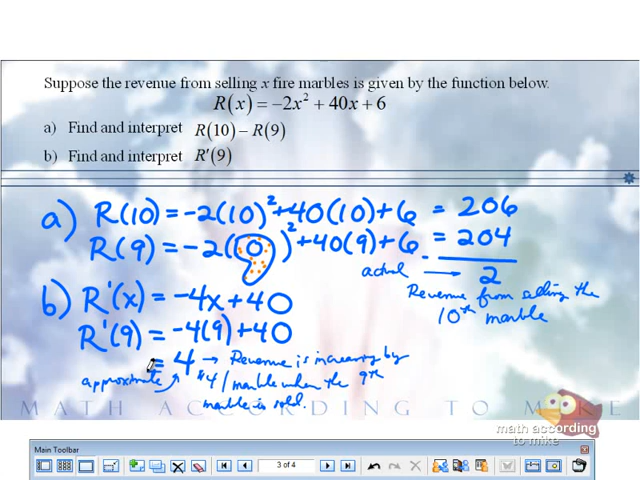 Suppose the revenue from selling x fire marbles is given by the function below.
R(x) = −2x² + 40x + 6
a) Find and interpret R(10) − R(9)
b) Find and interpret R′(9)
a) R(10) = −2(10)² + 40(10) + 6 = 206
R(9) = −2(9)² + 40(9) + 6 = 204
actual → 2
Revenue from selling the
10th marble
b) R'(x) = −4x + 40
R'(9) = −4(9) + 40
= 4 → Revenue is increasing by
approximate $4/marble when the 9th
marble is sold.
MATH ACCORDING TO MIKE
math according
to mike
Main Toolbar
3 of 4